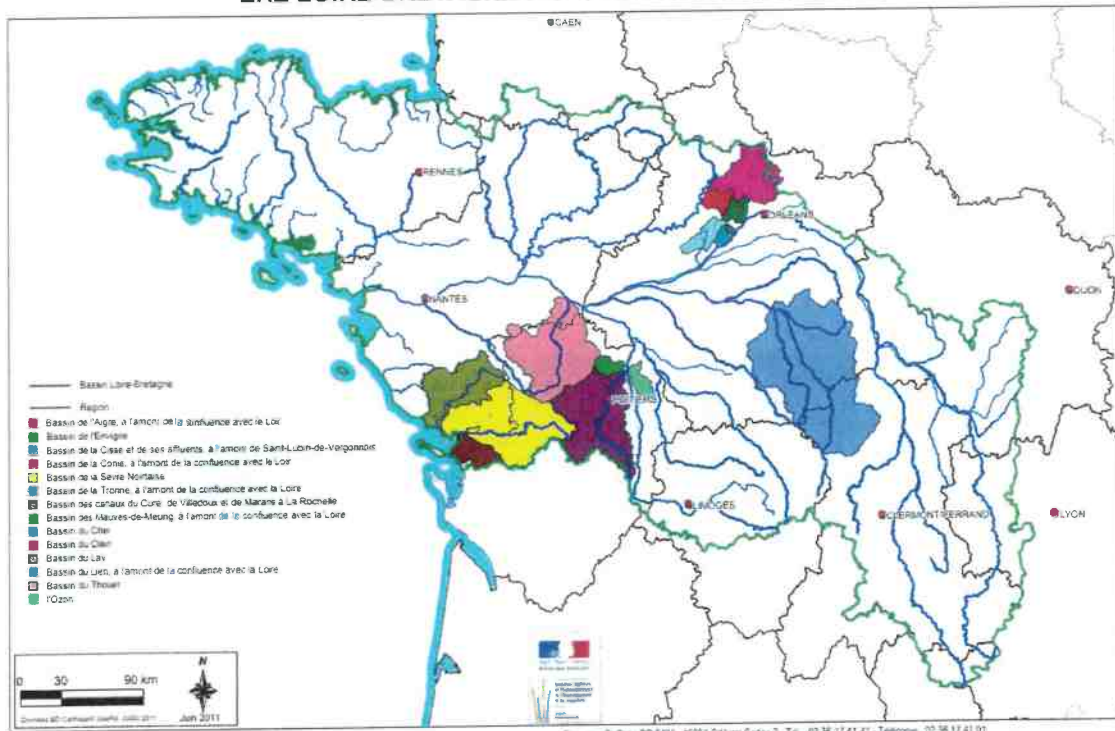 CAEN
RENNES
ORLEANS
NANTES
DIJON
POITIERS
LIMOGES
CLERMONT-FERRAND
LYON
Bassin Loire-Bretagne
Région
Bassin de l'Aigre, à l'amont de la confluence avec le Loir
Bassin de l'Envigne
Bassin de la Cisse et de ses affluents, à l'amont de Saint-Lubin-de-Vergonnois
Bassin de la Conie, à l'amont de la confluence avec le Loir
Bassin de la Sèvre Niortaise
Bassin de la Tronne, à l'amont de la confluence avec la Loire
Bassin des canaux du Curé, de Villedoux et de Marans à La Rochelle
Bassin des Mauves-de-Meung, à l'amont de la confluence avec la Loire
Bassin du Cher
Bassin du Clain
Bassin du Lay
Bassin du Lien, à l'amont de la confluence avec la Loire
Bassin du Thouet
l'Ozon
0 30 90 km
N
Juin 2011